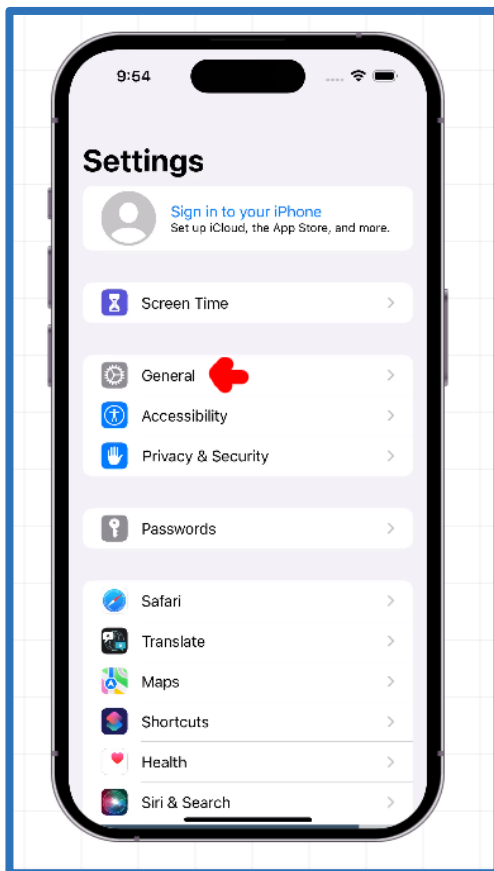 9:54
Settings
Sign in to your iPhone
Set up iCloud, the App Store, and more.
Screen Time
General
Accessibility
Privacy & Security
Passwords
Safari
Translate
Maps
Shortcuts
Health
Siri & Search